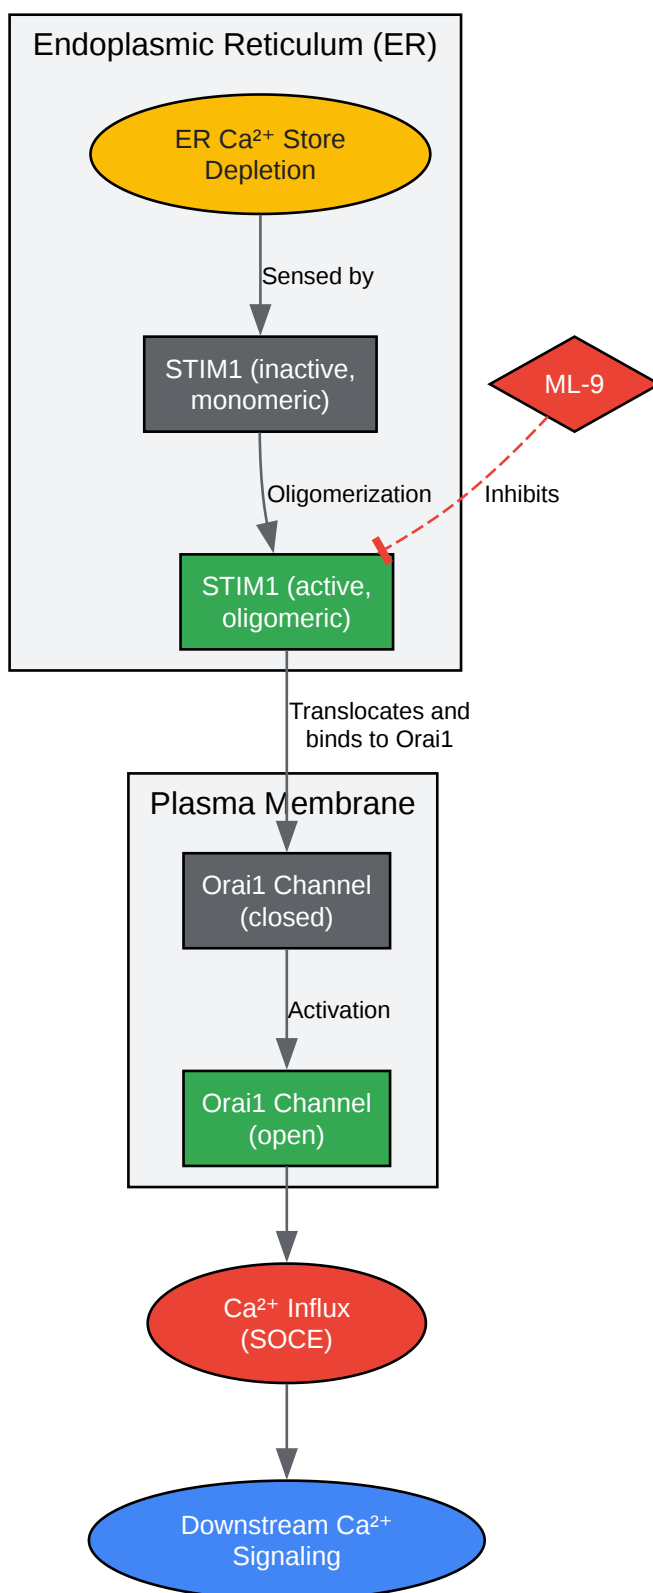 Endoplasmic Reticulum (ER)
ER Ca²⁺ Store
Depletion
Sensed by
STIM1 (inactive,
monomeric)
ML-9
Oligomerization
Inhibits
STIM1 (active,
oligomeric)
Translocates and
binds to Orai1
Plasma Membrane
Orai1 Channel
(closed)
Activation
Orai1 Channel
(open)
Ca²⁺ Influx
(SOCE)
Downstream Ca²⁺
Signaling